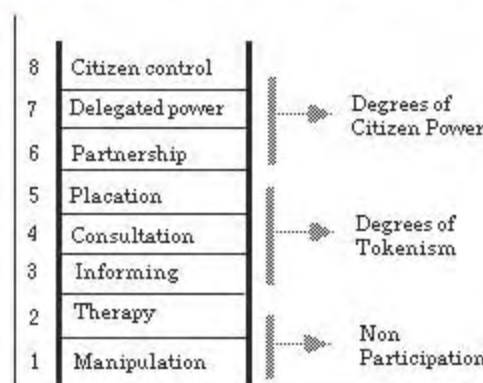 8 Citizen control
7 Delegated power
6 Partnership
Degrees of
Citizen Power
5 Placation
4 Consultation
3 Informing
Degrees of
Tokenism
2 Therapy
1 Manipulation
Non
Participation